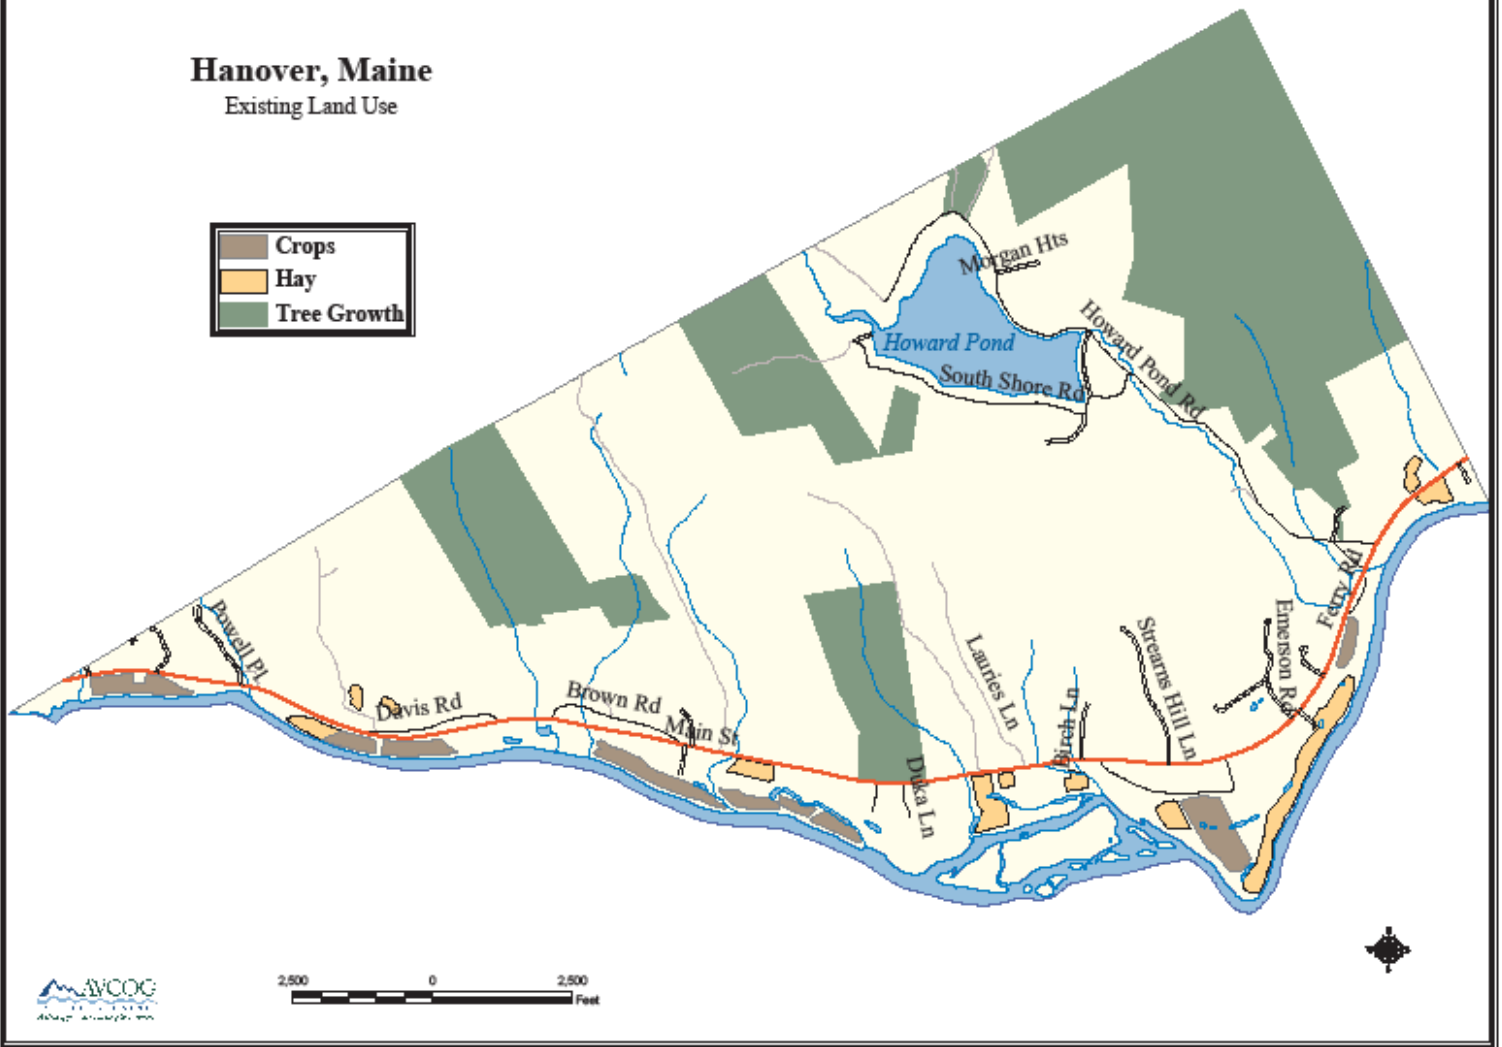 Hanover, Maine
Existing Land Use
Crops
Hay
Tree Growth
Morgan Hts
Howard Pond
Howard Pond Rd
South Shore Rd
Powell Pl
Davis Rd
Brown Rd
Main St
Duka Ln
Lauries Ln
Birch Ln
Strearns Hill Ln
Emerson Rd
Ferry Rd
AVCOG
2,500 0 2,500
Feet